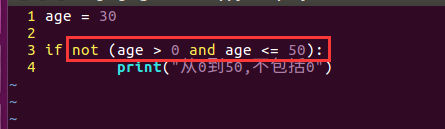 1 age = 30
2
3 if not (age > 0 and age <= 50):
4         print("从0到50,不包括0")
~
~
~